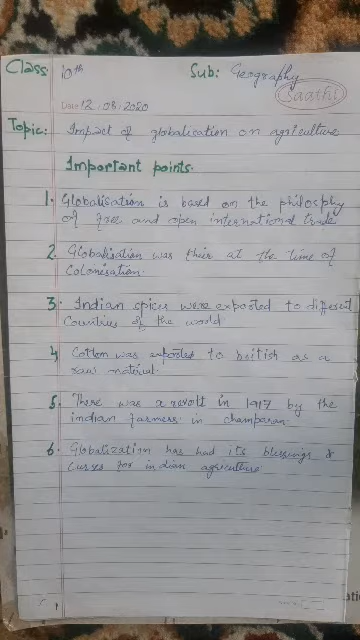 Class: 10th Sub: Geography
Saathi
Date 12.08.2020
Topic: Impact of globalisation on agriculture
Important points.
1. Globalisation is based on the philosphy
of free and open international trade
2. Globalisation was their at the time of
Colonisation.
3. Indian spices were exported to different
Countries of the world.
4. Cotton was exported to british as a
raw material.
5. There was a revolt in 1917 by the
indian farmers in champaran.
6. Globalization has had its blessings &
Curses for indian agriculture